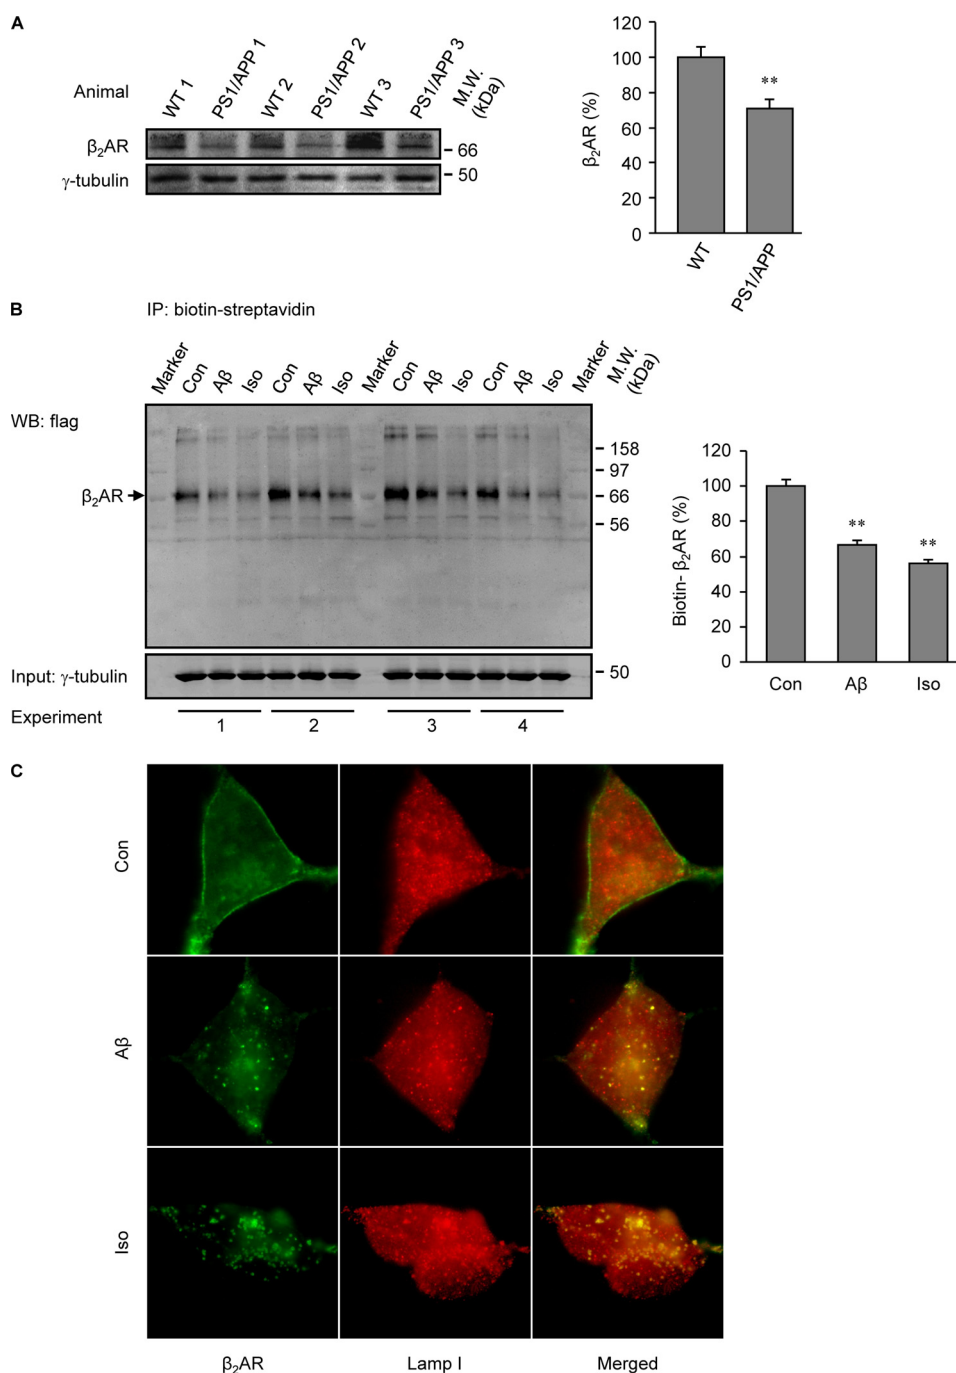 A
Animal
WT 1
PS1/APP 1
WT 2
PS1/APP 2
WT 3
PS1/APP 3
M.W.
(kDa)
β₂AR
66
γ-tubulin
50
β₂AR (%)
120
100
80
60
40
20
0
**
WT
PS1/APP
B
IP: biotin-streptavidin
Marker
Con
Aβ
Iso
Con
Aβ
Iso
Marker
Con
Aβ
Iso
Con
Aβ
Iso
Marker
M.W.
(kDa)
WB: flag
158
97
β₂AR
66
56
Input: γ-tubulin
50
Experiment
1
2
3
4
Biotin- β₂AR (%)
120
100
80
60
40
20
0
**
**
Con
Aβ
Iso
C
Con
Aβ
Iso
β₂AR
Lamp I
Merged